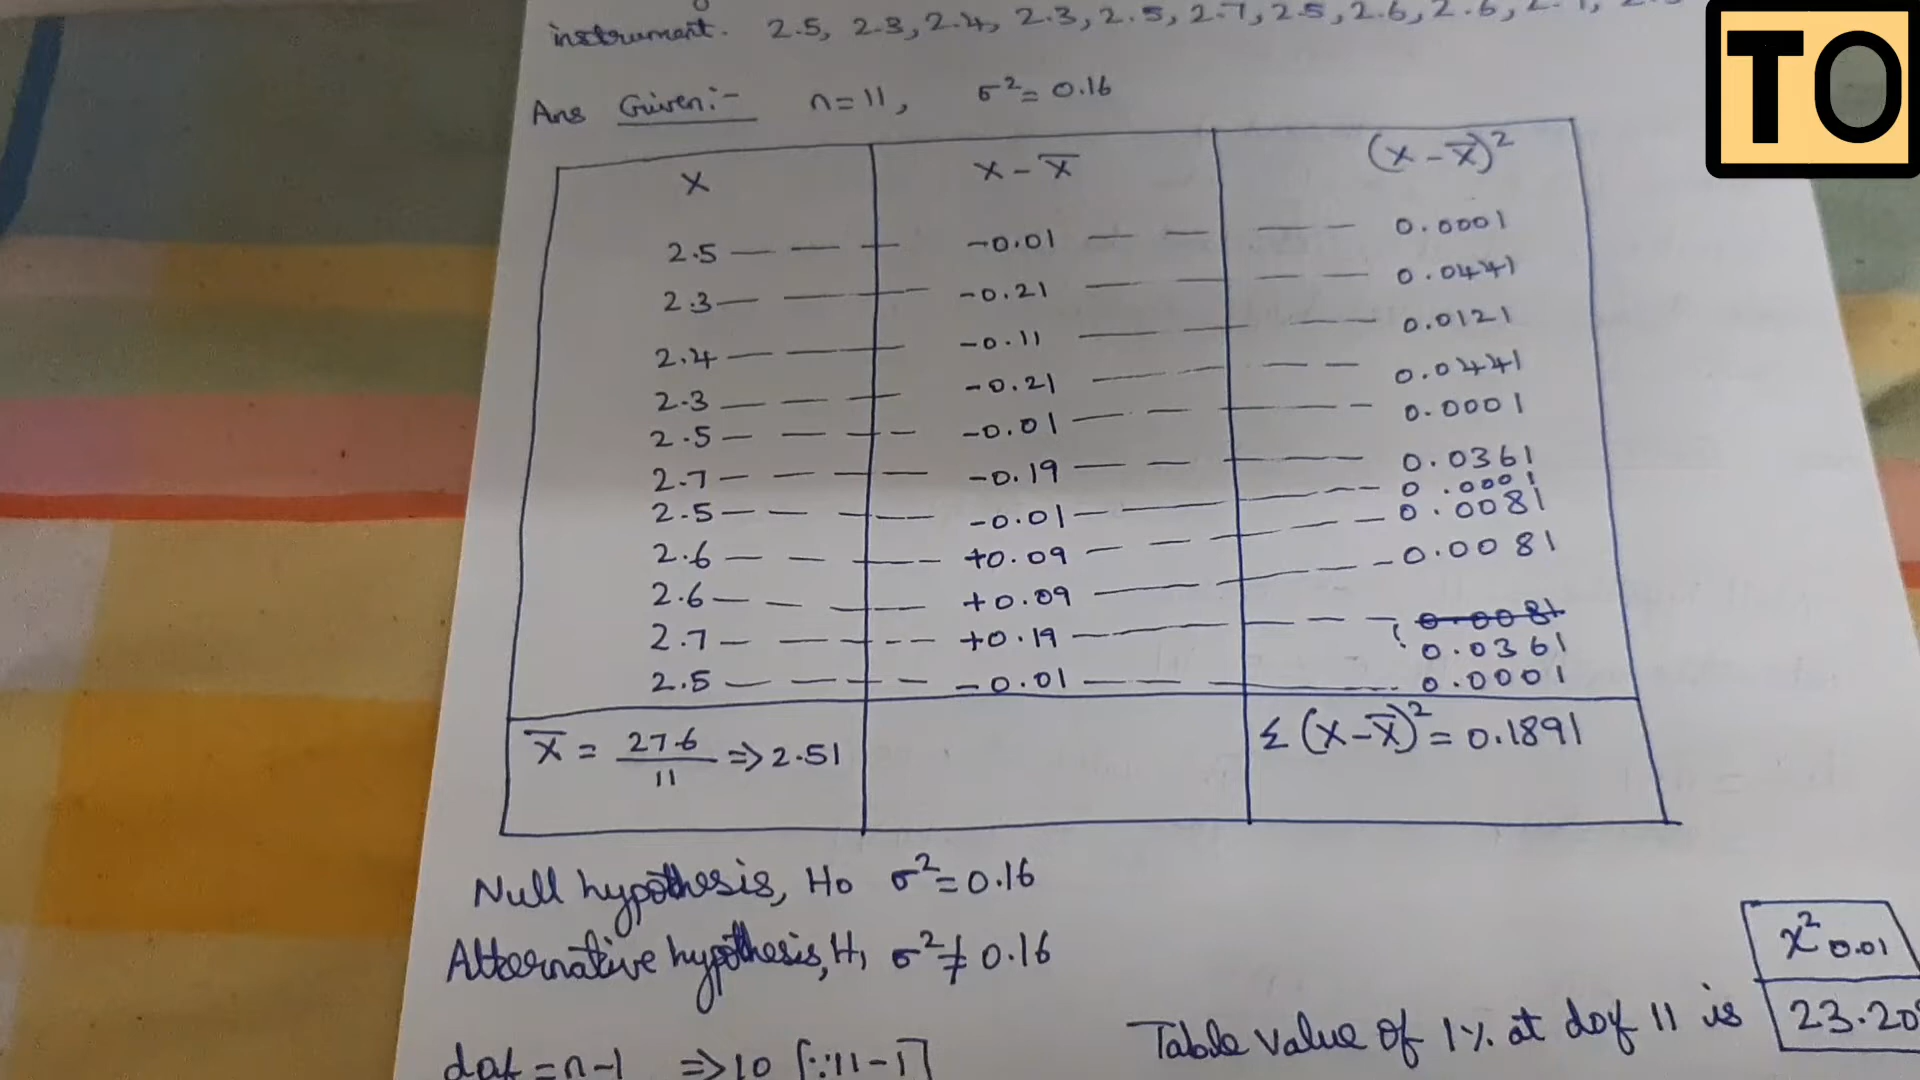 instrument. 2.5, 2.3, 2.4, 2.3, 2.5, 2.7, 2.5, 2.6, 2.6,
TO
Ans Given:- n=11, σ²= 0.16
x x-x̄ (x-x̄)²
2.5 -0.01 0.0001
2.3 -0.21 0.0441
2.4 -0.11 0.0121
2.3 -0.21 0.0441
2.5 -0.01 0.0001
2.7 -0.19 0.0361
2.5 -0.01 0.0001
2.6 +0.09 0.0081
2.6 +0.09 0.0081
0.0081
2.7 +0.19 0.0361
2.5 -0.01 0.0001
x̄ = 27.6/11 => 2.51 Σ(x-x̄)² = 0.1891
Null hypothesis, H₀ σ²=0.16
Alternative hypothesis, H₁ σ²≠0.16
χ² 0.01
Table value of 1% at dof 11 is 23.20
dof = n-1 => 10 [∵11-1]